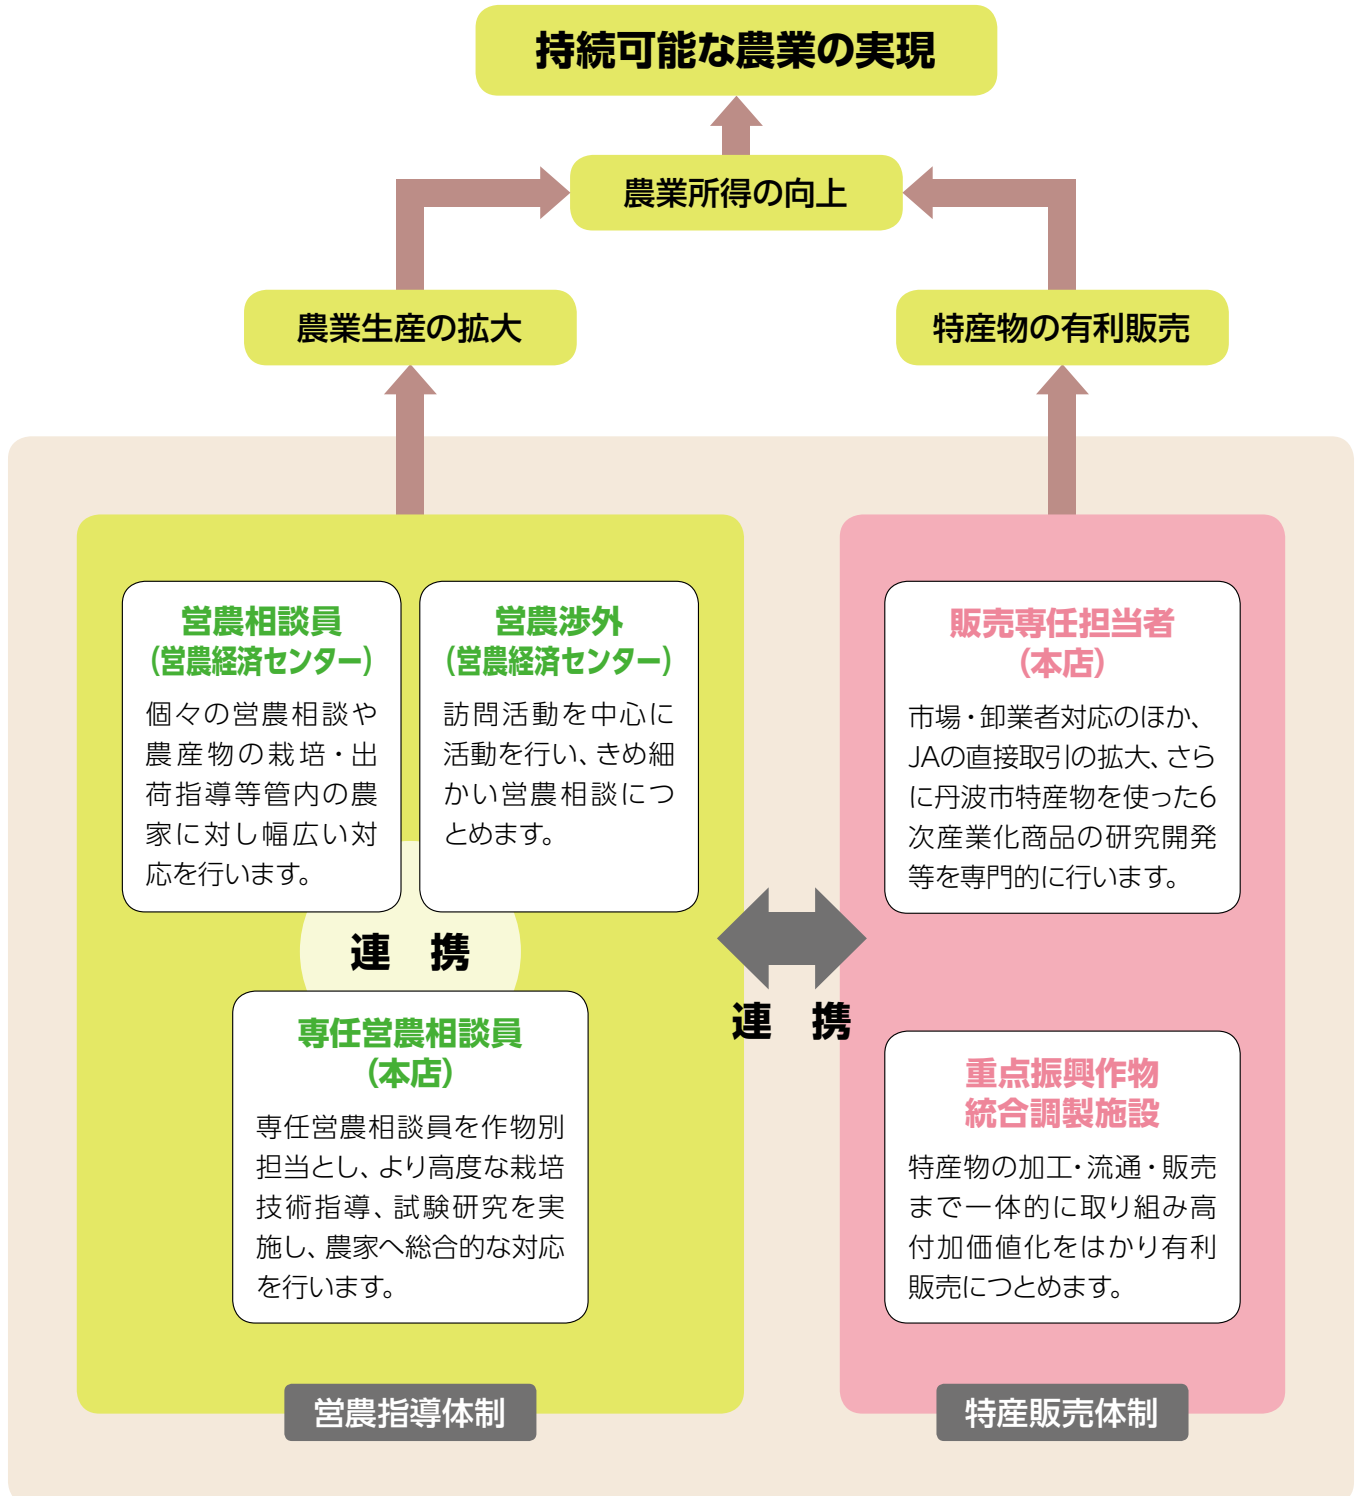 持続可能な農業の実現
農業所得の向上
農業生産の拡大
特産物の有利販売
営農相談員
（営農経済センター）
個々の営農相談や
農産物の栽培・出
荷指導等管内の農
家に対し幅広い対
応を行います。
営農渉外
（営農経済センター）
訪問活動を中心に
活動を行い、きめ細
かい営農相談につ
とめます。
連　携
専任営農相談員
（本店）
専任営農相談員を作物別
担当とし、より高度な栽培
技術指導、試験研究を実
施し、農家へ総合的な対応
を行います。
営農指導体制
連　携
販売専任担当者
（本店）
市場・卸業者対応のほか、
JAの直接取引の拡大、さら
に丹波市特産物を使った6
次産業化商品の研究開発
等を専門的に行います。
重点振興作物
統合調製施設
特産物の加工・流通・販売
まで一体的に取り組み高
付加価値化をはかり有利
販売につとめます。
特産販売体制